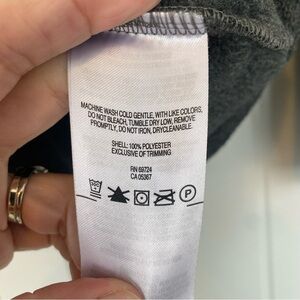 MACHINE WASH COLD GENTLE, WITH LIKE COLORS,
DO NOT BLEACH, TUMBLE DRY LOW, REMOVE
PROMPTLY, DO NOT IRON, DRYCLEANABLE.
SHELL: 100% POLYESTER
EXCLUSIVE OF TRIMMING
RN 69724
CA 05367
P